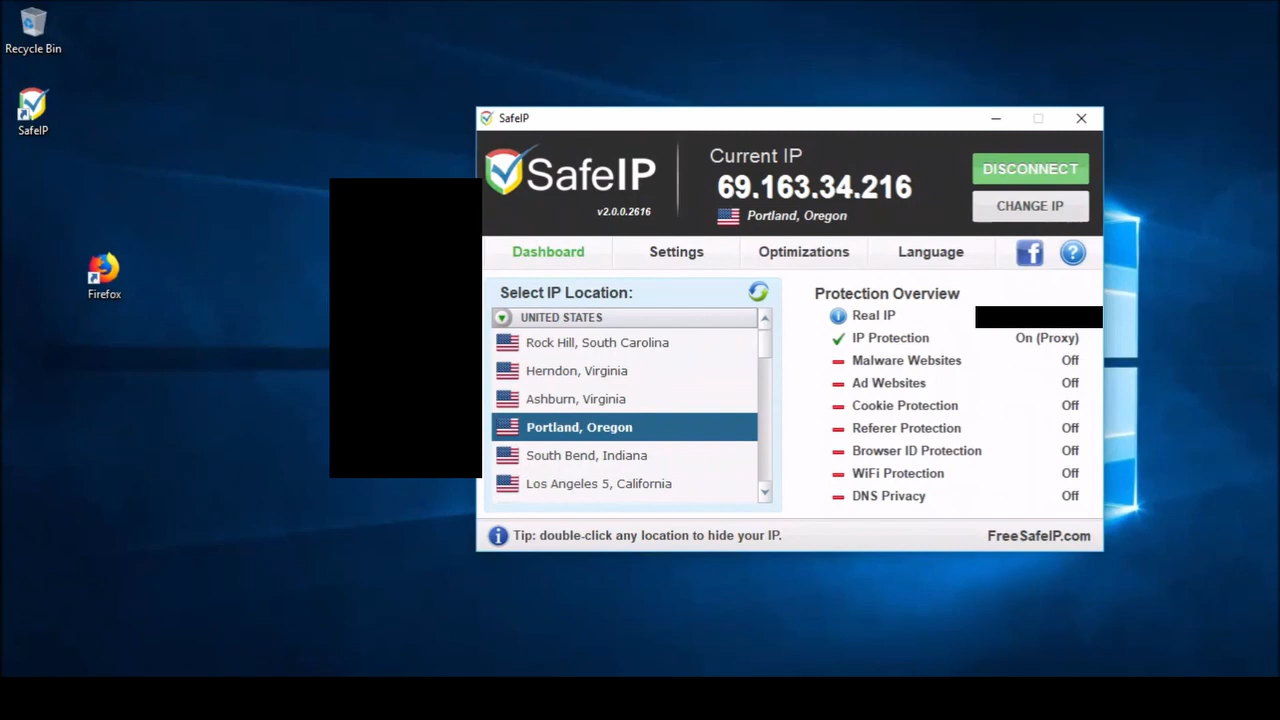 Recycle Bin
SafeIP
Firefox
SafeIP
SafeIP
v2.0.0.2616
Current IP
69.163.34.216
Portland, Oregon
DISCONNECT
CHANGE IP
Dashboard
Settings
Optimizations
Language
f
?
Select IP Location:
UNITED STATES
Rock Hill, South Carolina
Herndon, Virginia
Ashburn, Virginia
Portland, Oregon
South Bend, Indiana
Los Angeles 5, California
Protection Overview
Real IP
IP Protection On (Proxy)
Malware Websites Off
Ad Websites Off
Cookie Protection Off
Referer Protection Off
Browser ID Protection Off
WiFi Protection Off
DNS Privacy Off
Tip: double-click any location to hide your IP.
FreeSafeIP.com